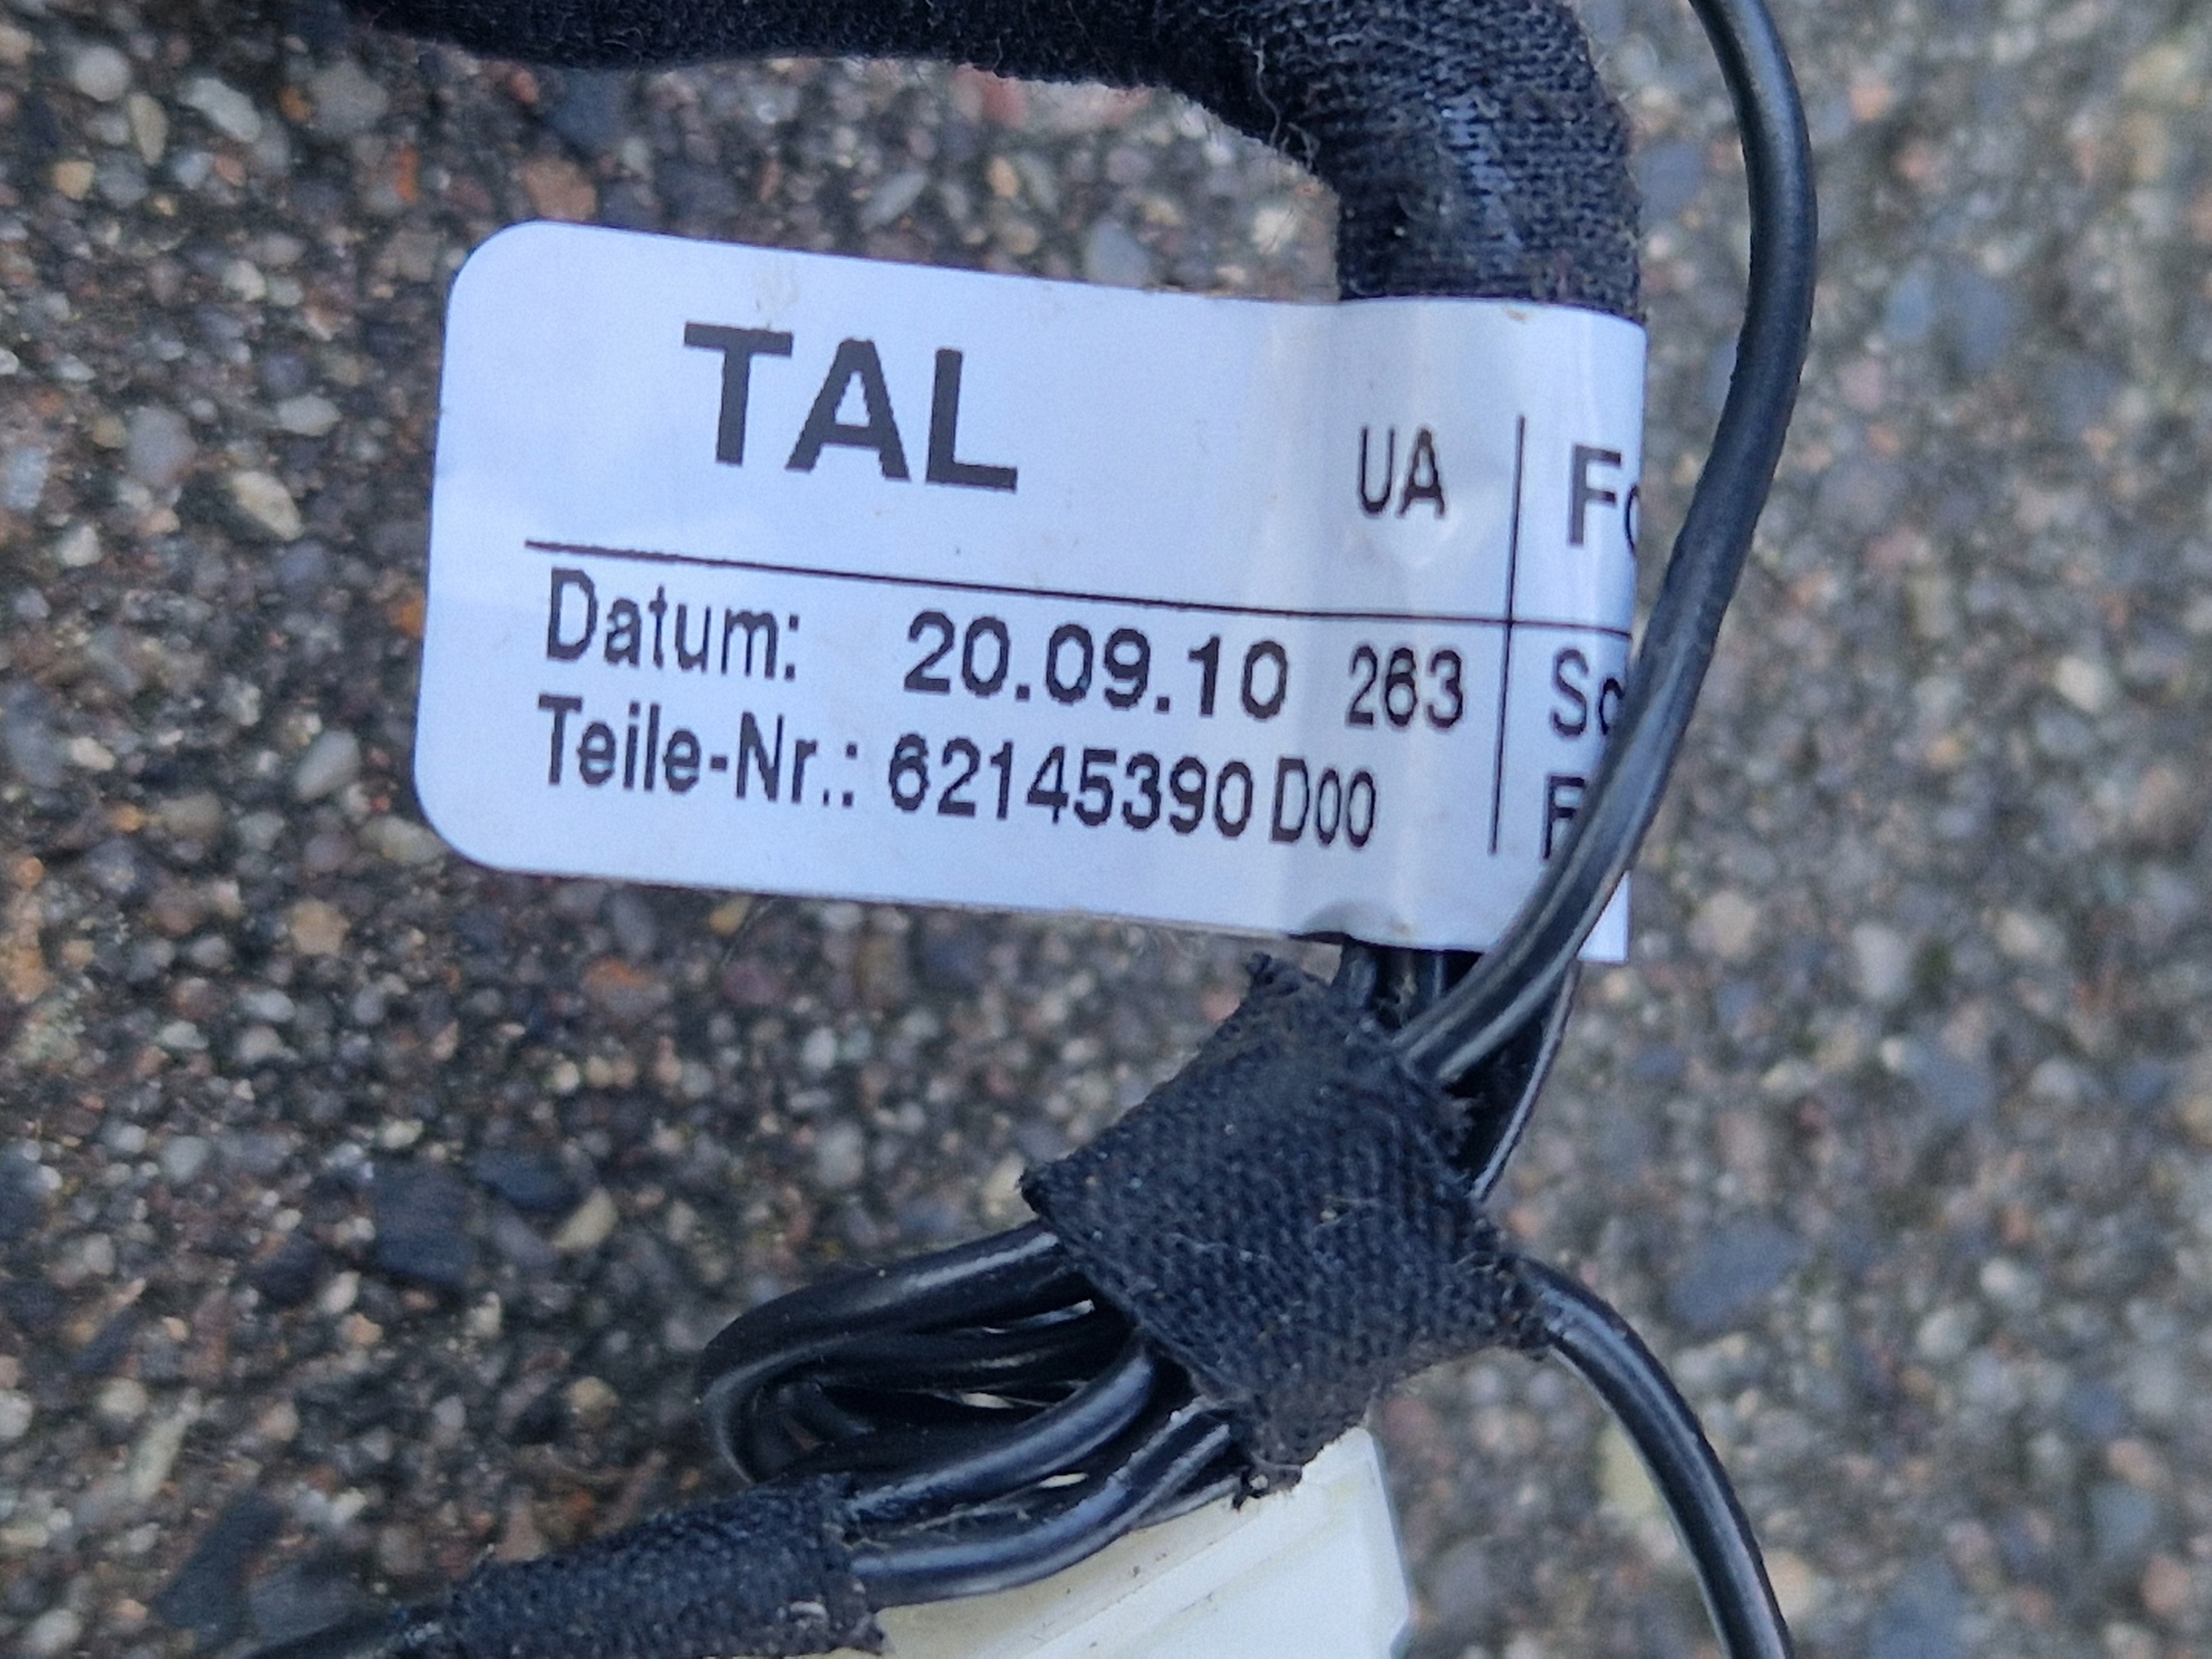 TAL UA
Datum: 20.09.10 263
Teile-Nr.: 62145390 D00